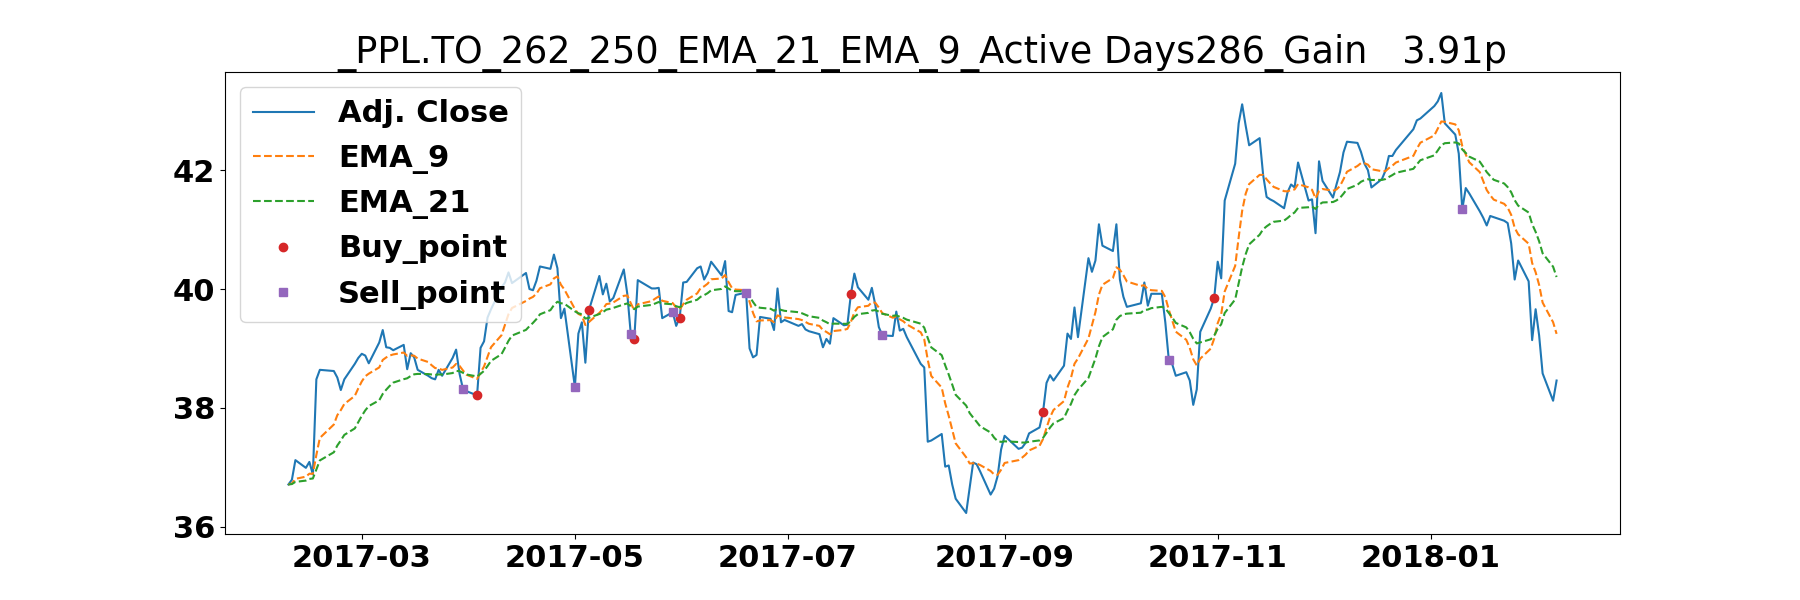 _PPL.TO_262_250_EMA_21_EMA_9_Active Days286_Gain   3.91p
Adj. Close
EMA_9
EMA_21
Buy_point
Sell_point
42
40
38
36
2017-03 2017-05 2017-07 2017-09 2017-11 2018-01